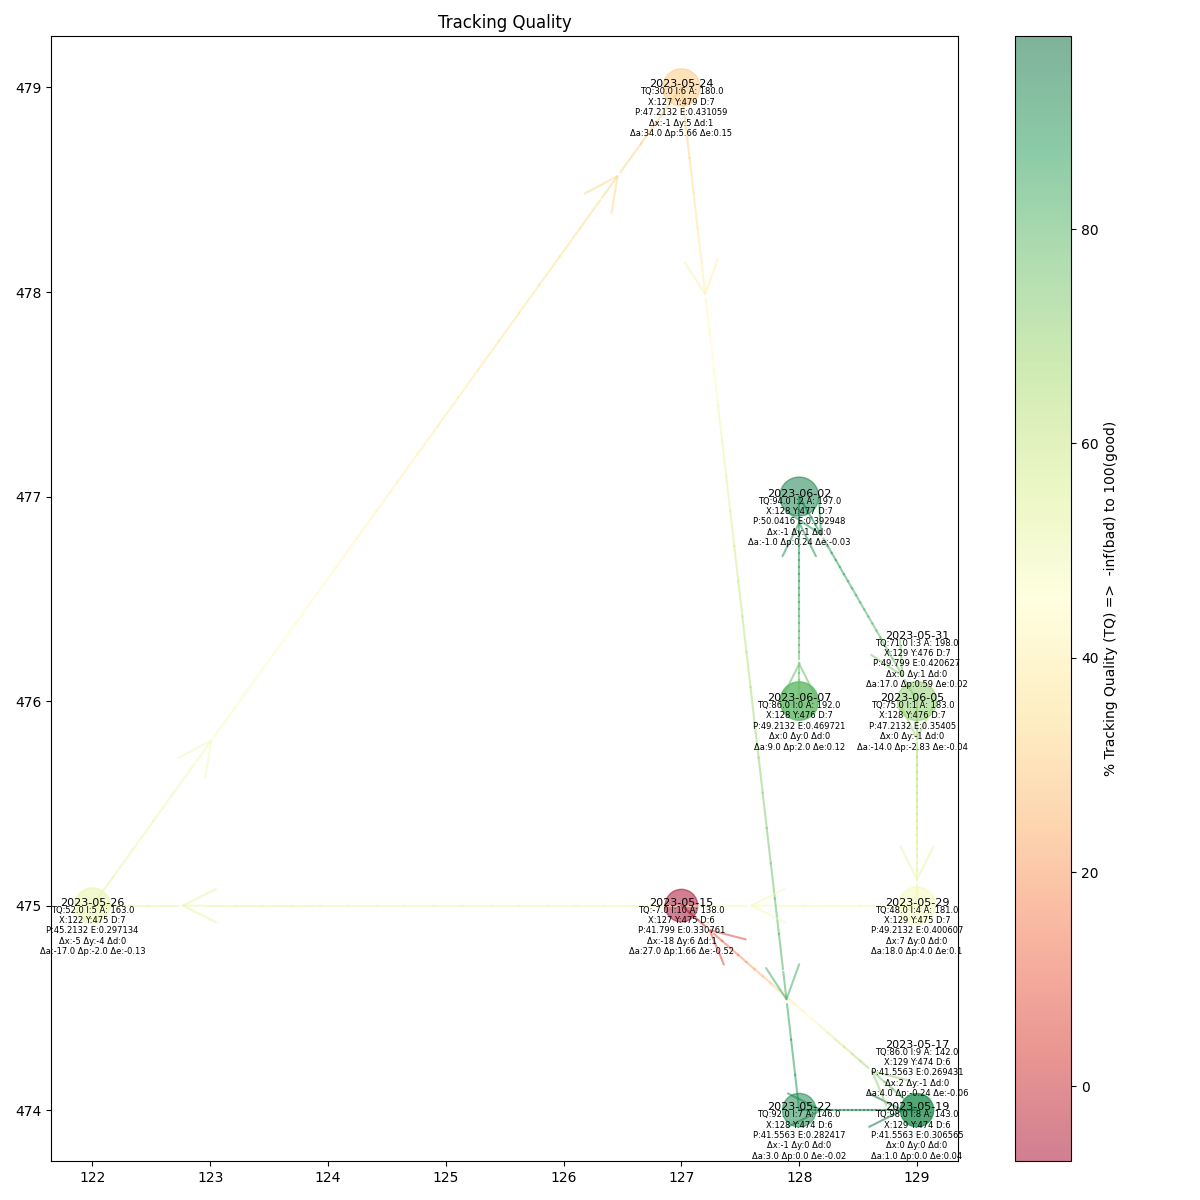 Tracking Quality
479
478
477
476
475
474
122
123
124
125
126
127
128
129
2023-05-24
TQ:30.0 I:6 A: 180.0
X:127 Y:479 D:7
P:47.2132 E:0.431059
Δx:-1 Δy:5 Δd:1
Δa:34.0 Δp:5.66 Δe:0.15
2023-06-02
TQ:94.0 I:2 A: 197.0
X:128 Y:477 D:7
P:50.0416 E:0.392948
Δx:-1 Δy:1 Δd:0
Δa:-1.0 Δp:0.24 Δe:-0.03
2023-05-31
TQ:71.0 I:3 A: 198.0
X:129 Y:476 D:7
P:49.799 E:0.420627
Δx:0 Δy:1 Δd:0
Δa:17.0 Δp:0.59 Δe:0.02
2023-06-07
TQ:86.0 I:0 A: 192.0
X:128 Y:476 D:7
P:49.2132 E:0.469721
Δx:0 Δy:0 Δd:0
Δa:9.0 Δp:2.0 Δe:0.12
2023-06-05
TQ:75.0 I:1 A: 183.0
X:128 Y:476 D:7
P:47.2132 E:0.35405
Δx:0 Δy:-1 Δd:0
Δa:-14.0 Δp:-2.83 Δe:-0.04
2023-05-26
TQ:52.0 I:5 A: 163.0
X:122 Y:475 D:7
P:45.2132 E:0.297134
Δx:-5 Δy:-4 Δd:0
Δa:-17.0 Δp:-2.0 Δe:-0.13
2023-05-15
TQ:-7.0 I:10 A: 138.0
X:127 Y:475 D:6
P:41.799 E:0.330761
Δx:-18 Δy:6 Δd:1
Δa:27.0 Δp:1.66 Δe:-0.52
2023-05-29
TQ:48.0 I:4 A: 181.0
X:129 Y:475 D:7
P:49.2132 E:0.400607
Δx:7 Δy:0 Δd:0
Δa:18.0 Δp:4.0 Δe:0.1
2023-05-17
TQ:86.0 I:9 A: 142.0
X:129 Y:474 D:6
P:41.5563 E:0.269431
Δx:2 Δy:-1 Δd:0
Δa:4.0 Δp:-0.24 Δe:-0.06
2023-05-22
TQ:92.0 I:7 A: 146.0
X:128 Y:474 D:6
P:41.5563 E:0.282417
Δx:-1 Δy:0 Δd:0
Δa:3.0 Δp:0.0 Δe:-0.02
2023-05-19
TQ:98.0 I:8 A: 143.0
X:129 Y:474 D:6
P:41.5563 E:0.306565
Δx:0 Δy:0 Δd:0
Δa:1.0 Δp:0.0 Δe:0.04
80
60
40
20
0
% Tracking Quality (TQ) => -inf(bad) to 100(good)